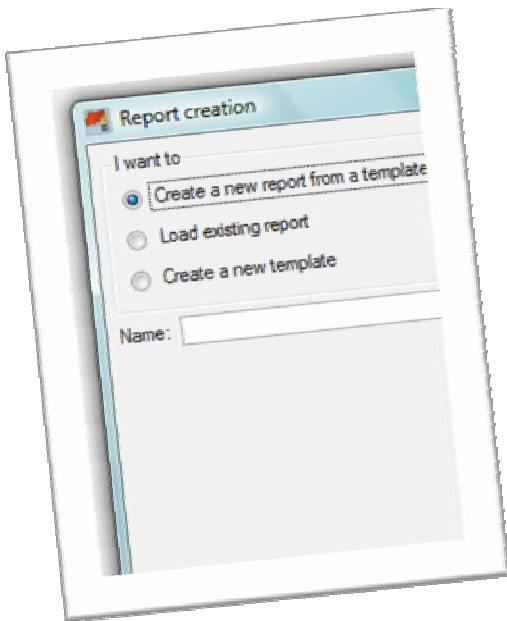 Report creation
I want to
Create a new report from a template
Load existing report
Create a new template
Name: